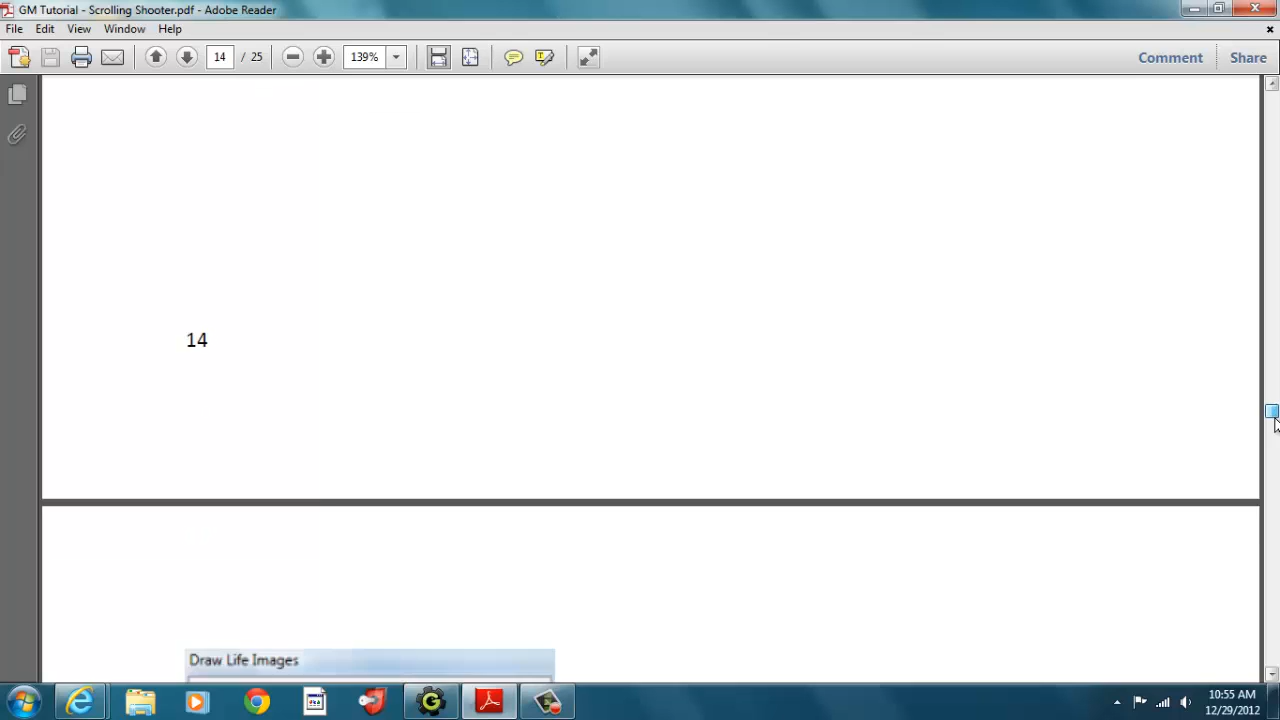 GM Tutorial - Scrolling Shooter.pdf - Adobe Reader
File Edit View Window Help
14 / 25 139% Comment Share
14
Draw Life Images
10:55 AM
12/29/2012